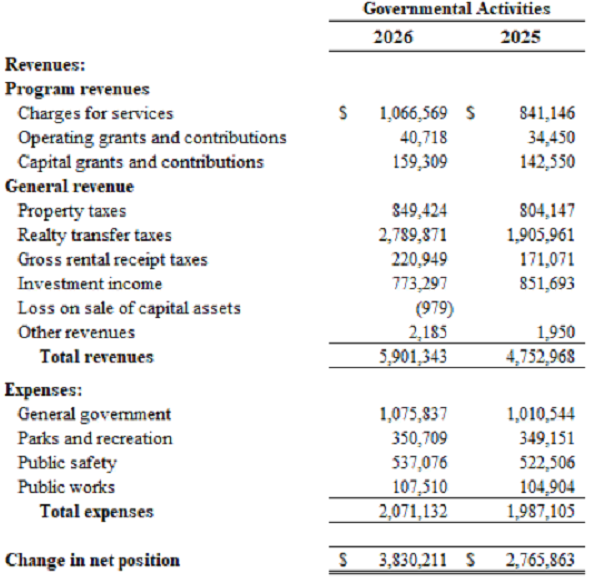 Governmental Activities
2026 2025
Revenues:
Program revenues
Charges for services $ 1,066,569 $ 841,146
Operating grants and contributions 40,718 34,450
Capital grants and contributions 159,309 142,550
General revenue
Property taxes 849,424 804,147
Realty transfer taxes 2,789,871 1,905,961
Gross rental receipt taxes 220,949 171,071
Investment income 773,297 851,693
Loss on sale of capital assets (979)
Other revenues 2,185 1,950
Total revenues 5,901,343 4,752,968
Expenses:
General government 1,075,837 1,010,544
Parks and recreation 350,709 349,151
Public safety 537,076 522,506
Public works 107,510 104,904
Total expenses 2,071,132 1,987,105
Change in net position $ 3,830,211 $ 2,765,863